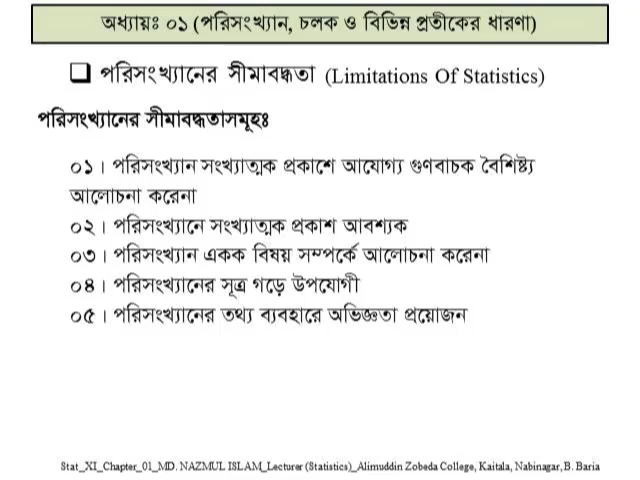 অধ্যায়ঃ ০১ (পরিসংখ্যান, চলক ও বিভিন্ন প্রতীকের ধারণা)
পরিসংখ্যানের সীমাবদ্ধতা (Limitations Of Statistics)
পরিসংখ্যানের সীমাবদ্ধতাসমূহঃ
০১। পরিসংখ্যান সংখ্যাত্মক প্রকাশে আযোগ্য গুণবাচক বৈশিষ্ট্য
আলোচনা করেনা
০২। পরিসংখ্যানে সংখ্যাত্মক প্রকাশ আবশ্যক
০৩। পরিসংখ্যান একক বিষয় সম্পর্কে আলোচনা করেনা
০৪। পরিসংখ্যানের সূত্র গড়ে উপযোগী
০৫। পরিসংখ্যানের তথ্য ব্যবহারে অভিজ্ঞতা প্রয়োজন
Stat_XI_Chapter_01_MD. NAZMUL ISLAM_Lecturer (Statistics)_Alimuddin Zobeda College, Kaitala, Nabinagar, B. Baria